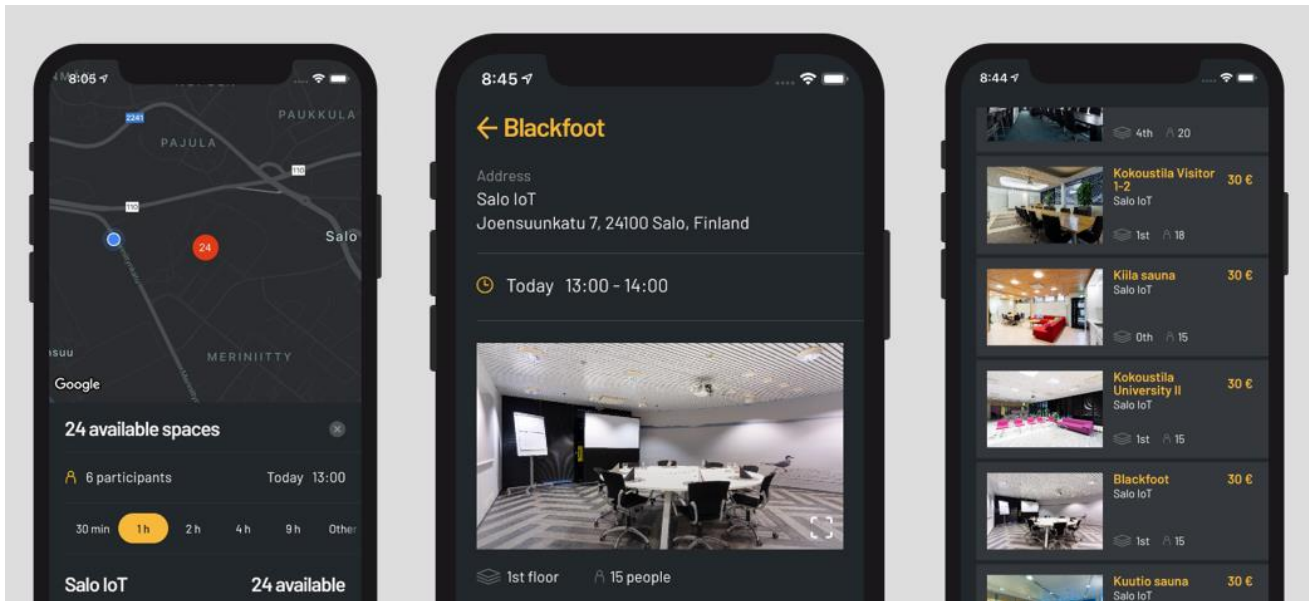 8:05
2241
PAUKKULA
PAJULA
110
110
24
Salo
MERINIITTY
Google
24 available spaces
6 participants
Today 13:00
30 min
1 h
2 h
4 h
9 h
Other
Salo IoT
24 available
8:45
Blackfoot
Address
Salo IoT
Joensuunkatu 7, 24100 Salo, Finland
Today 13:00 - 14:00
1st floor
15 people
8:44
4th
20
Kokoustila Visitor
1-2
30 €
Salo IoT
1st
18
Kiila sauna
30 €
Salo IoT
0th
15
Kokoustila
University II
30 €
Salo IoT
1st
15
Blackfoot
30 €
Salo IoT
1st
15
Kuutio sauna
30 €
Salo IoT